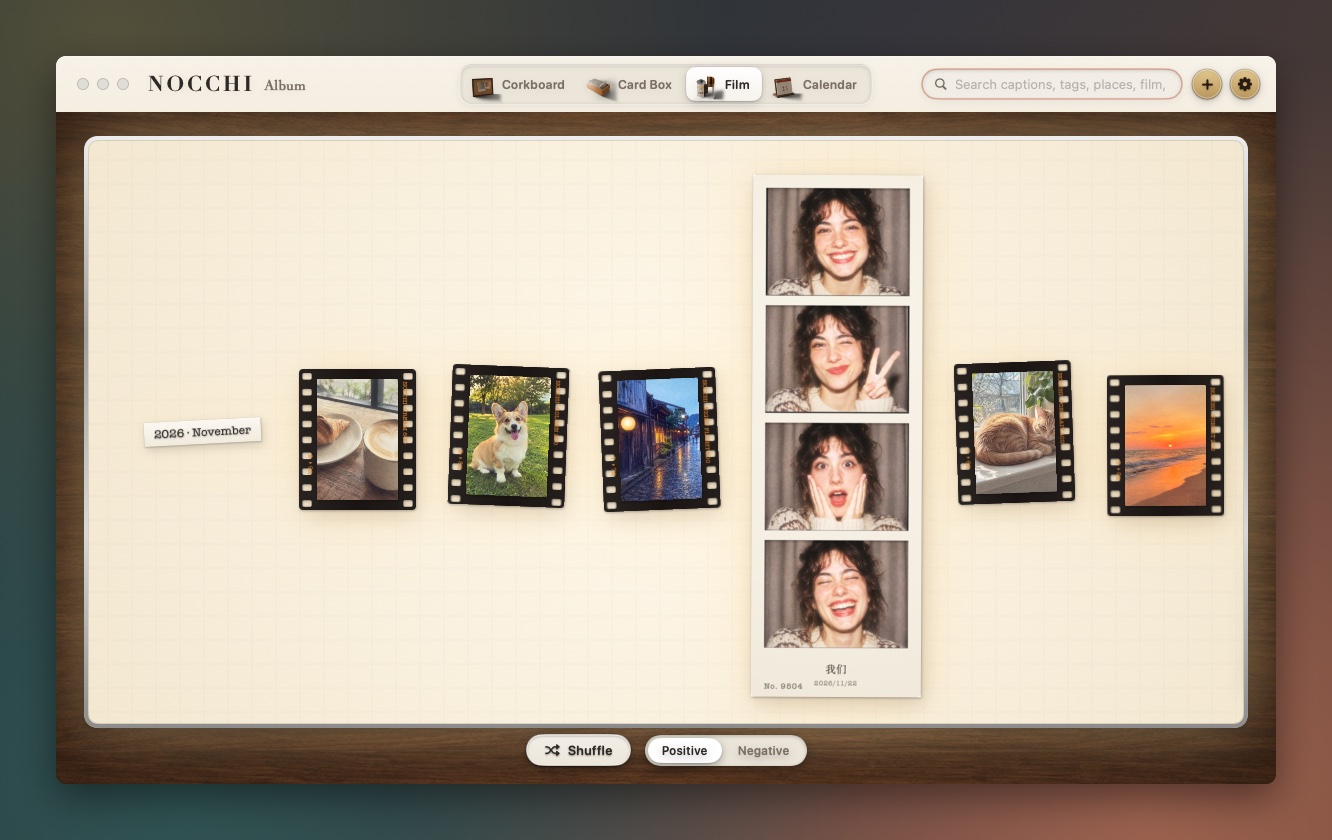 NOCCHI Album
Corkboard
Card Box
Film
Calendar
Search captions, tags, places, film,
2026 · November
我们
2026/11/22
No. 9804
Shuffle
Positive
Negative